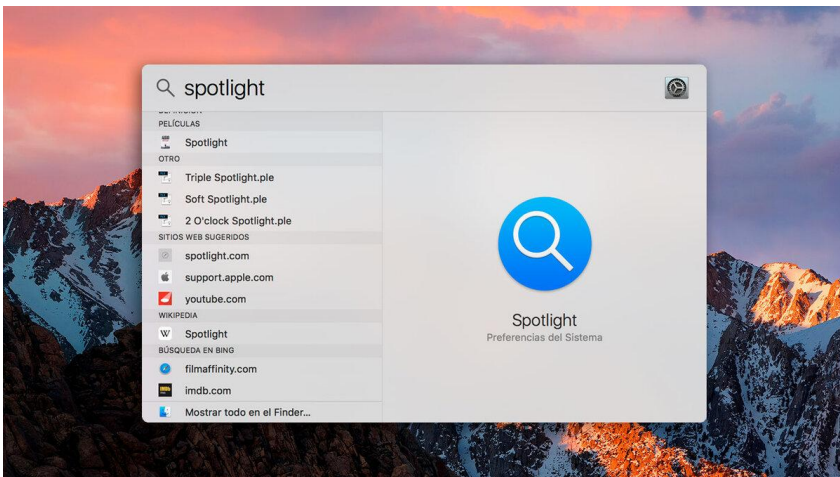 spotlight
PELÍCULAS
Spotlight
OTRO
Triple Spotlight.ple
Soft Spotlight.ple
2 O'clock Spotlight.ple
SITIOS WEB SUGERIDOS
spotlight.com
support.apple.com
youtube.com
WIKIPEDIA
W Spotlight
BÚSQUEDA EN BING
filmaffinity.com
imdb.com
Mostrar todo en el Finder...
Spotlight
Preferencias del Sistema